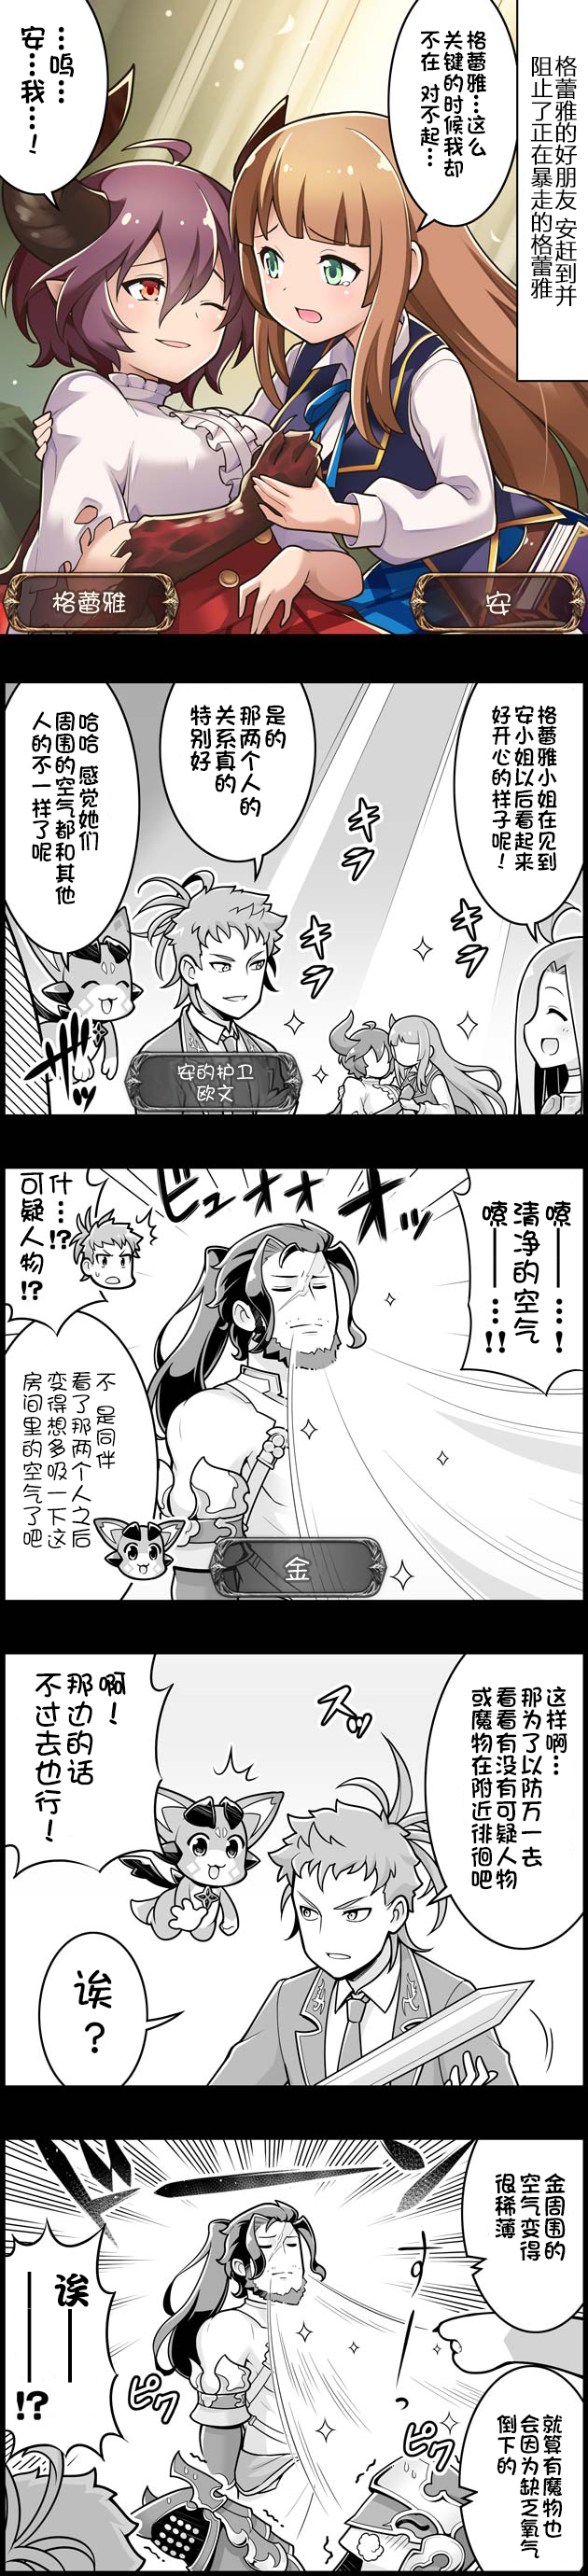 格蕾雅的好朋友 安赶到并
阻止了正在暴走的格蕾雅
格蕾雅…这么
关键的时候我却
不在 对不起…
…呜…
安…我…！
格蕾雅
安
格蕾雅小姐在见到
安小姐以后看起来
好开心的样子呢！
是的
那两个人的
关系真的
特别好
哈哈 感觉她们
周围的空气都和其他
人的不一样了呢
キラ
キラ
安的护卫
欧文
嘹——…！
清净的空气
嘹——…!!
ビュオオオッ
什…!?
可疑人物!?
不 是同伴
看了那两个人之后
变得想多吸一下这
房间里的空气了吧
金
这样啊…
那为了以防万一去
看看有没有可疑人物
或魔物在附近徘徊吧
スッ
啊！
那边的话
不过去也行！
诶？
金周围的
空气变得
很稀薄
诶——
——!?
ピク
ピク
就算有魔物也
会因为缺乏氧气
倒下的